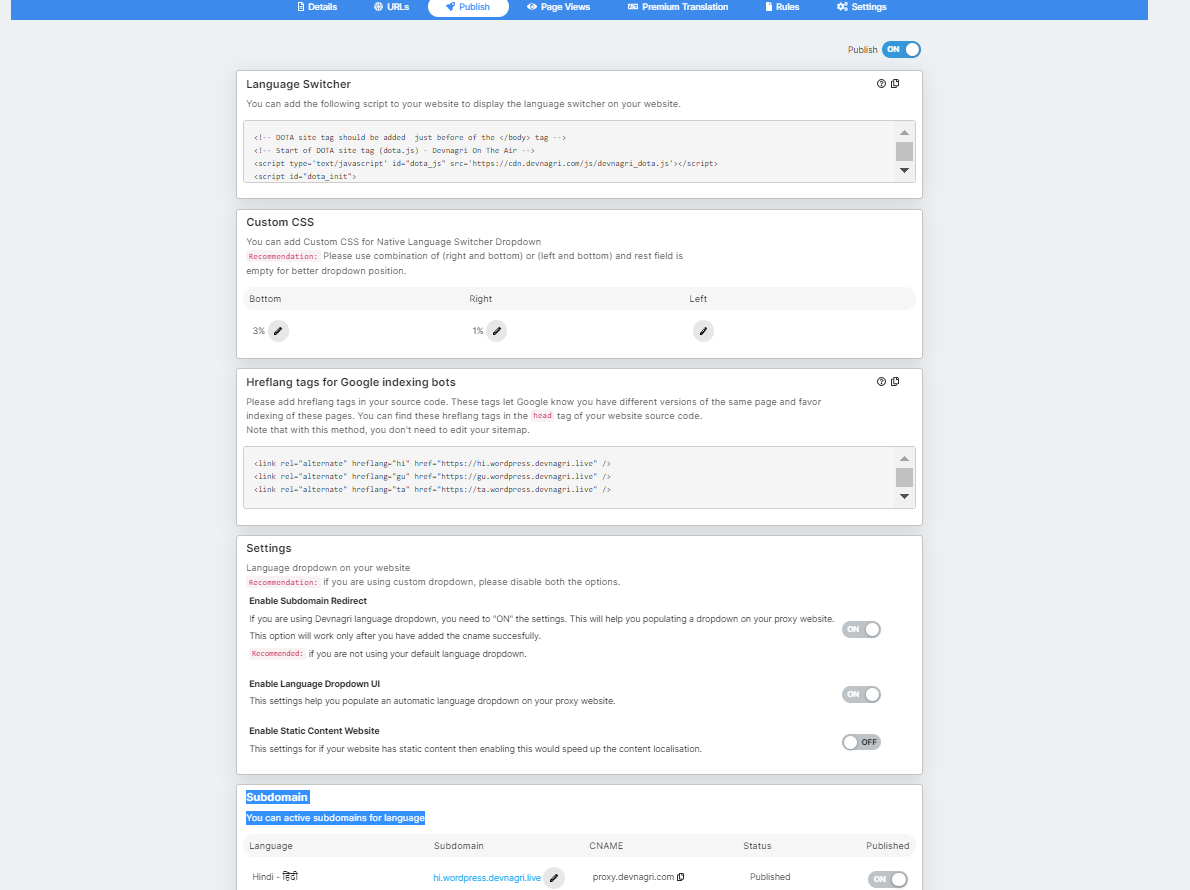 Details URLs Publish Page Views Premium Translation Rules Settings
Publish ON
Language Switcher
You can add the following script to your website to display the language switcher on your website.
<!-- DOTA site tag should be added  just before of the </body> tag -->
<!-- Start of DOTA site tag (dota.js) - Devnagri On The Air -->
<script type='text/javascript' id="dota_js" src='https://cdn.devnagri.com/js/devnagri_dota.js'></script>
<script id="dota_init">
Custom CSS
You can add Custom CSS for Native Language Switcher Dropdown
Recommendation: Please use combination of (right and bottom) or (left and bottom) and rest field is
empty for better dropdown position.
Bottom Right Left
3% 1%
Hreflang tags for Google indexing bots
Please add hreflang tags in your source code. These tags let Google know you have different versions of the same page and favor
indexing of these pages. You can find these hreflang tags in the head tag of your website source code.
Note that with this method, you don't need to edit your sitemap.
<link rel="alternate" hreflang="hi" href="https://hi.wordpress.devnagri.live" />
<link rel="alternate" hreflang="gu" href="https://gu.wordpress.devnagri.live" />
<link rel="alternate" hreflang="ta" href="https://ta.wordpress.devnagri.live" />
Settings
Language dropdown on your website
Recommendation: if you are using custom dropdown, please disable both the options.
Enable Subdomain Redirect
If you are using Devnagri language dropdown, you need to "ON" the settings. This will help you populating a dropdown on your proxy website.
This option will work only after you have added the cname succesfully.
ON
Recommended: if you are not using your default language dropdown.
Enable Language Dropdown UI
This settings help you populate an automatic language dropdown on your proxy website.
ON
Enable Static Content Website
This settings for if your website has static content then enabling this would speed up the content localisation.
OFF
Subdomain
You can active subdomains for language
Language Subdomain CNAME Status Published
Hindi - हिंदी hi.wordpress.devnagri.live proxy.devnagri.com Published ON